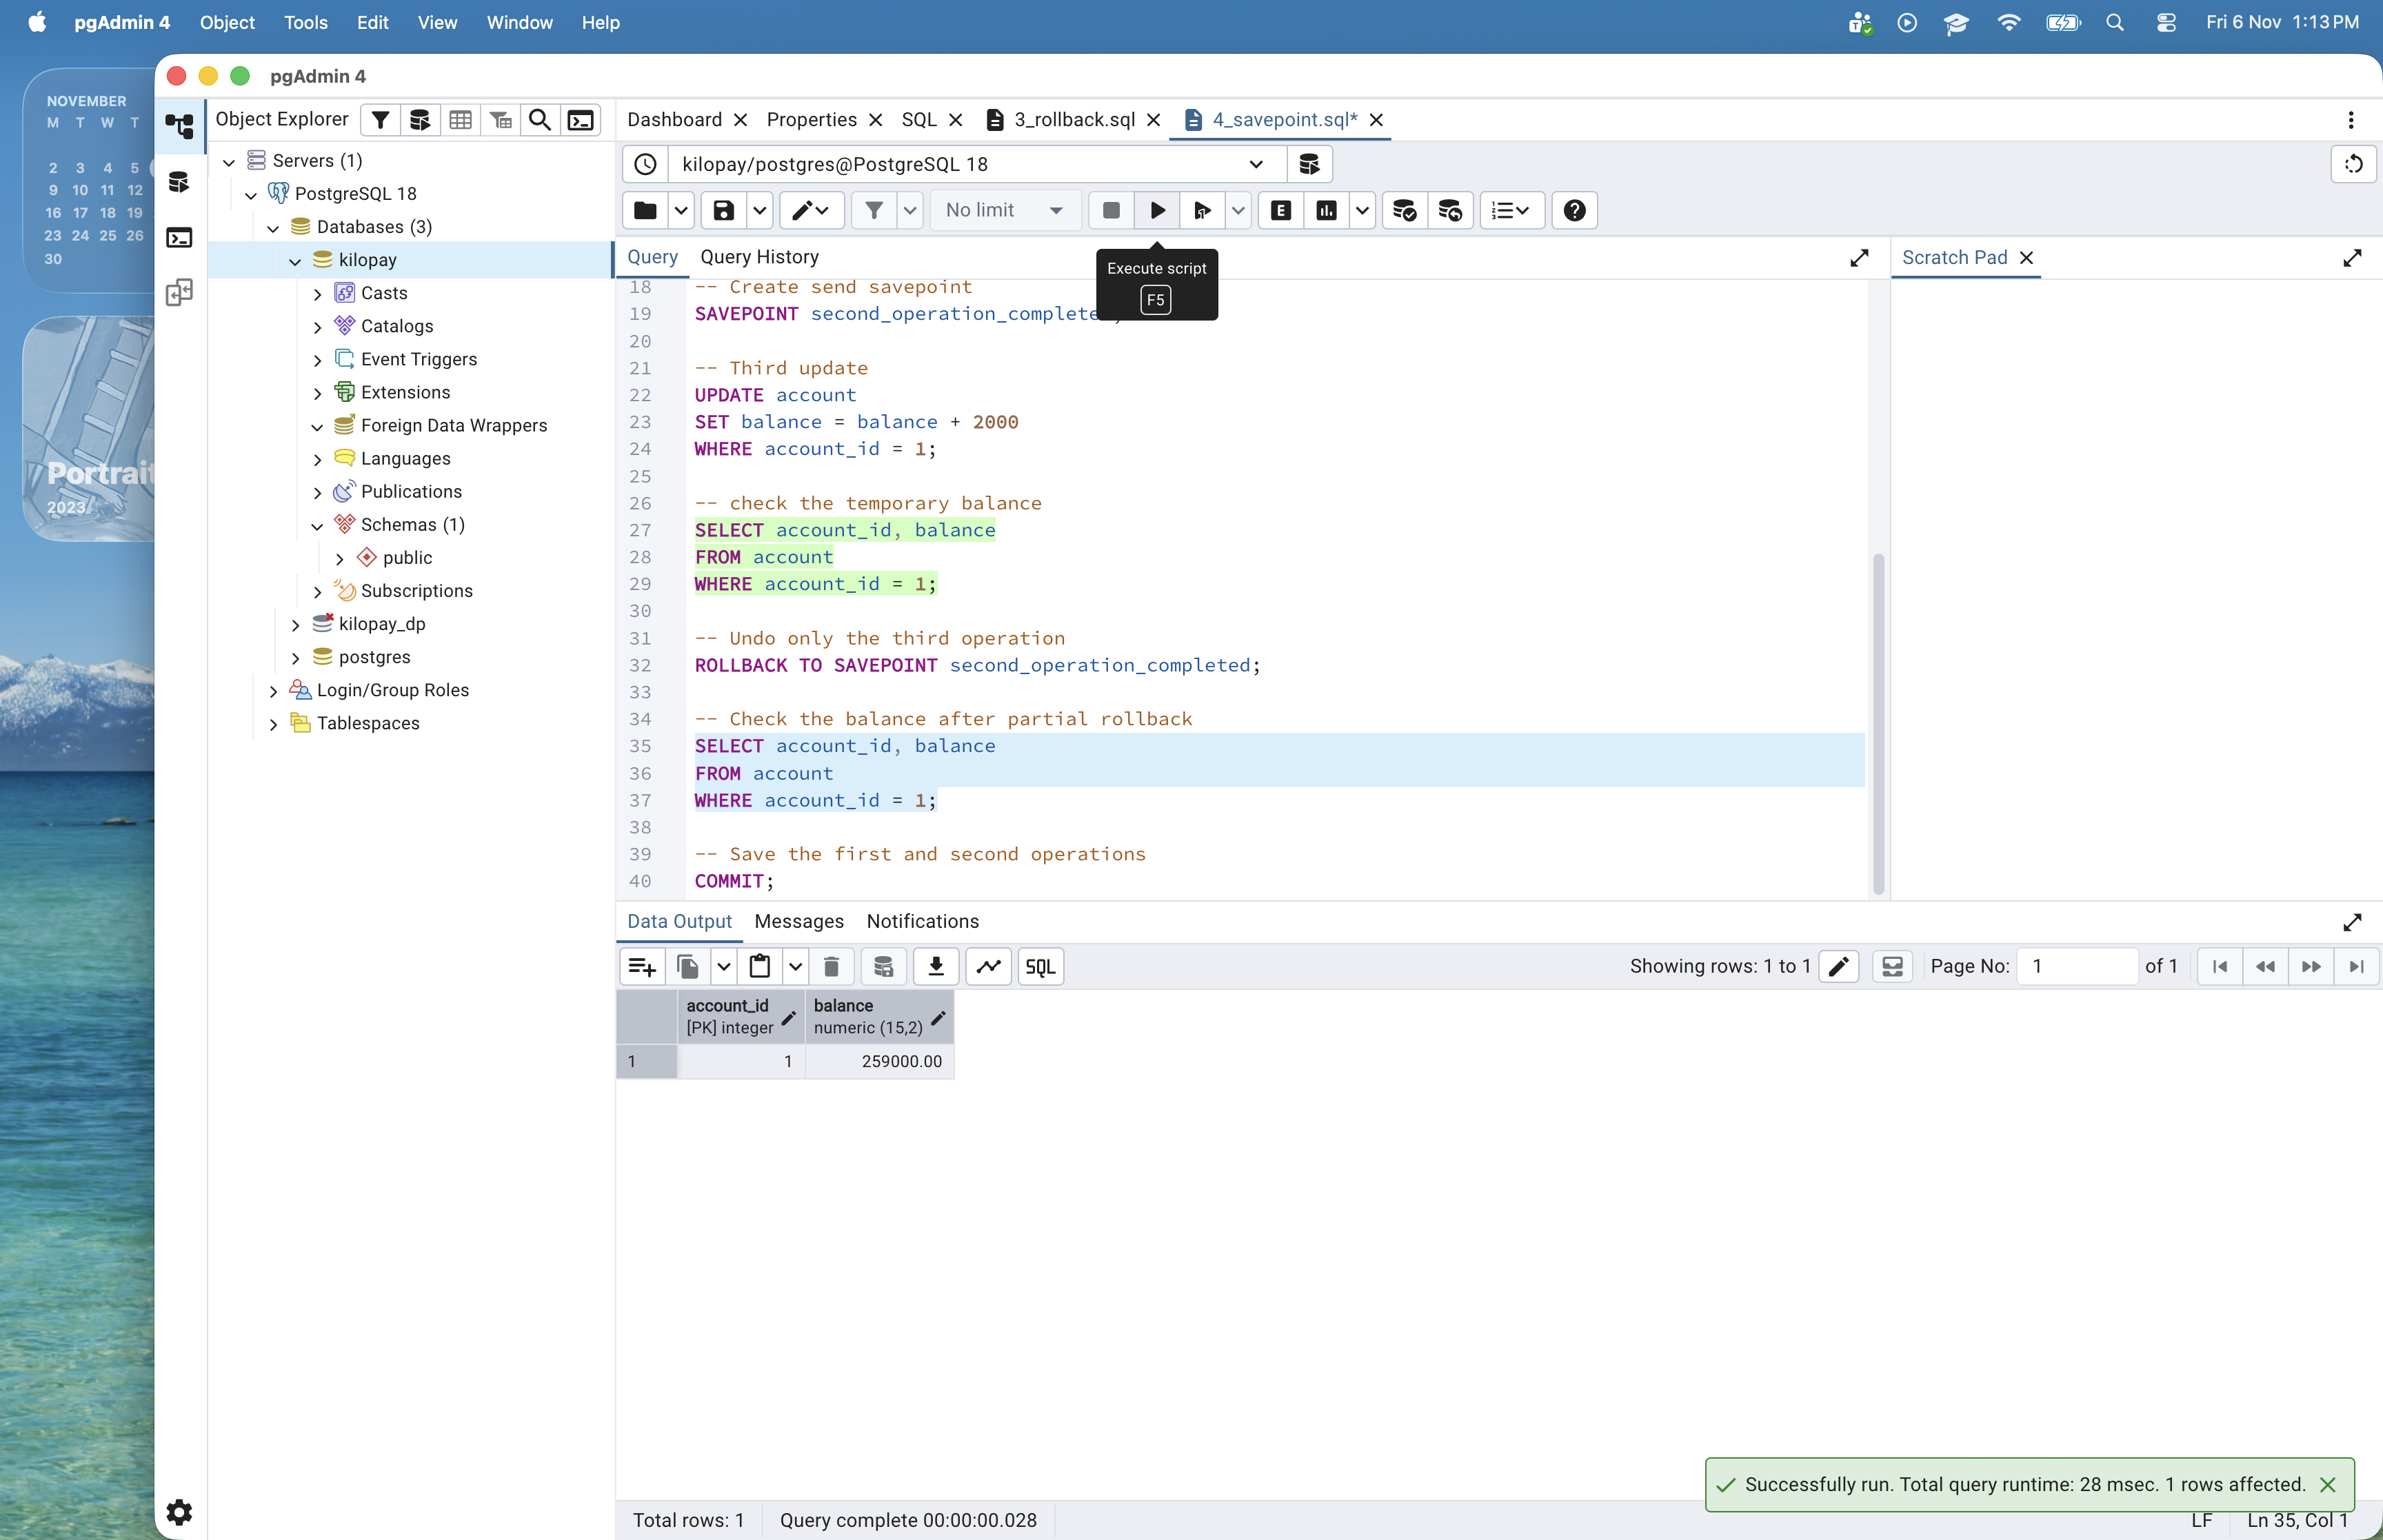 pgAdmin 4 Object Tools Edit View Window Help
Fri 6 Nov 1:13 PM
NOVEMBER
M T W T
2 3 4 5
9 10 11 12
16 17 18 19
23 24 25 26
30
Portrait
2023
pgAdmin 4
Object Explorer
Servers (1)
PostgreSQL 18
Databases (3)
kilopay
Casts
Catalogs
Event Triggers
Extensions
Foreign Data Wrappers
Languages
Publications
Schemas (1)
public
Subscriptions
kilopay_dp
postgres
Login/Group Roles
Tablespaces
Dashboard Properties SQL 3_rollback.sql 4_savepoint.sql*
kilopay/postgres@PostgreSQL 18
No limit
E
Query Query History
Execute script
F5
Scratch Pad
18 -- Create send savepoint
19 SAVEPOINT second_operation_complete
20
21 -- Third update
22 UPDATE account
23 SET balance = balance + 2000
24 WHERE account_id = 1;
25
26 -- check the temporary balance
27 SELECT account_id, balance
28 FROM account
29 WHERE account_id = 1;
30
31 -- Undo only the third operation
32 ROLLBACK TO SAVEPOINT second_operation_completed;
33
34 -- Check the balance after partial rollback
35 SELECT account_id, balance
36 FROM account
37 WHERE account_id = 1;
38
39 -- Save the first and second operations
40 COMMIT;
Data Output Messages Notifications
SQL
Showing rows: 1 to 1
Page No: 1 of 1
account_id balance
[PK] integer numeric (15,2)
1 1 259000.00
Successfully run. Total query runtime: 28 msec. 1 rows affected.
Total rows: 1 Query complete 00:00:00.028
LF Ln 35, Col 1